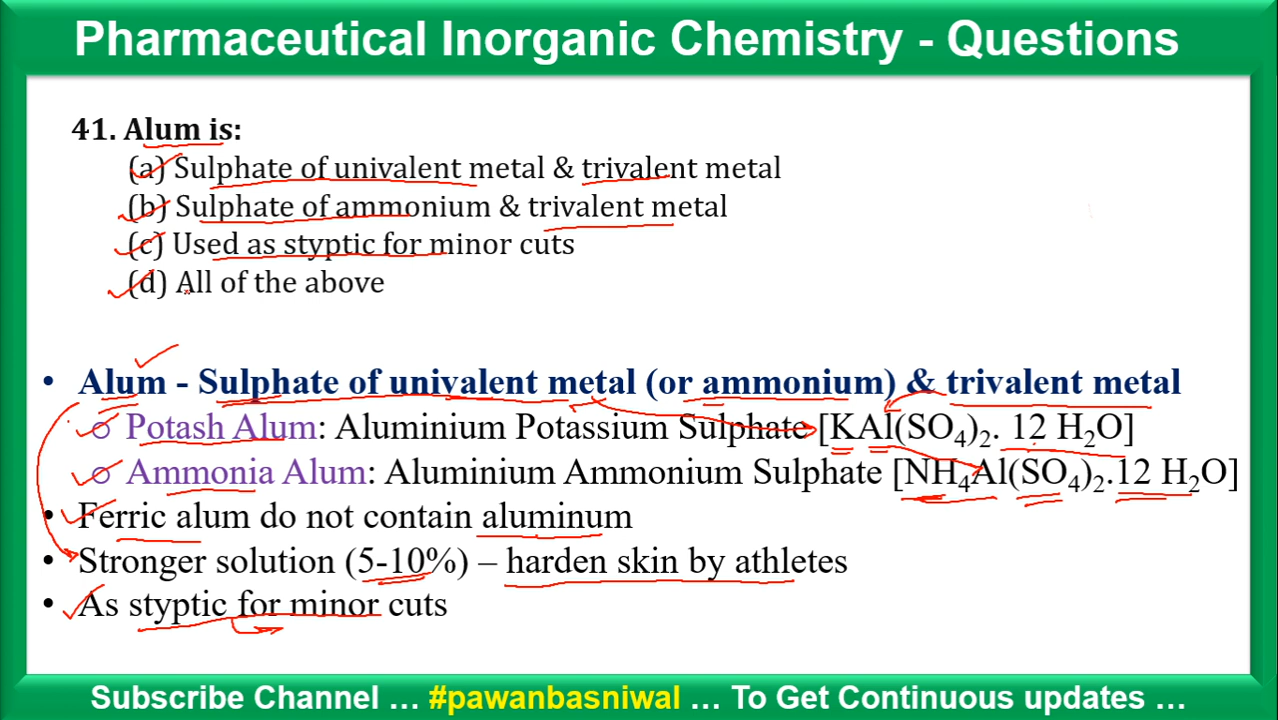 Pharmaceutical Inorganic Chemistry - Questions
41. Alum is:
(a) Sulphate of univalent metal & trivalent metal
(b) Sulphate of ammonium & trivalent metal
(c) Used as styptic for minor cuts
(d) All of the above
• Alum - Sulphate of univalent metal (or ammonium) & trivalent metal
o Potash Alum: Aluminium Potassium Sulphate [KAl(SO₄)₂. 12 H₂O]
o Ammonia Alum: Aluminium Ammonium Sulphate [NH₄Al(SO₄)₂.12 H₂O]
• Ferric alum do not contain aluminum
• Stronger solution (5-10%) – harden skin by athletes
• As styptic for minor cuts
Subscribe Channel ... #pawanbasniwal ... To Get Continuous updates ...